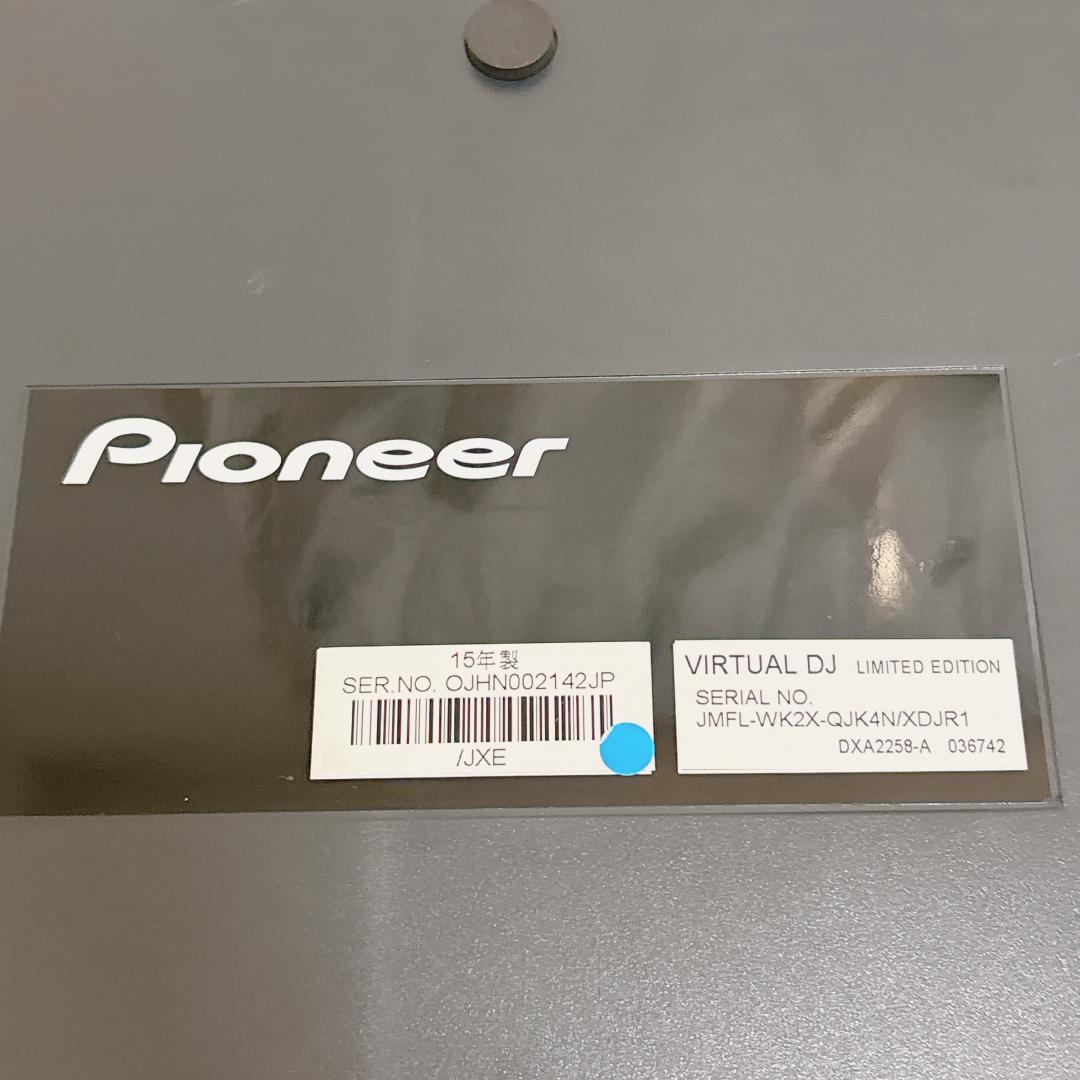 Pioneer
15年製
SER.NO. OJHN002142JP
/JXE
VIRTUAL DJ LIMITED EDITION
SERIAL NO.
JMFL-WK2X-QJK4N/XDJR1
DXA2258-A 036742